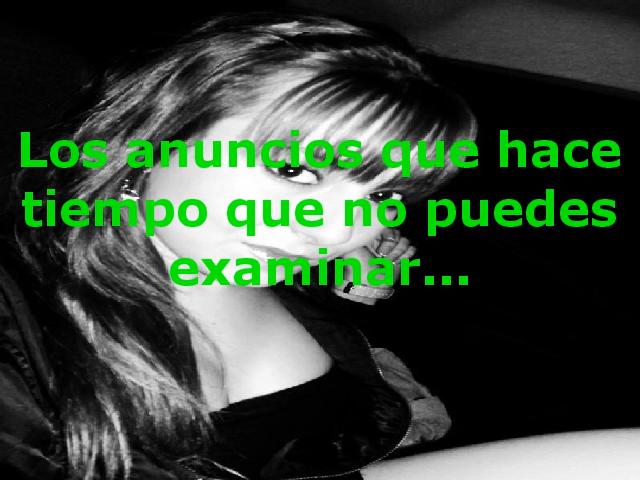 Los anuncios que hace
tiempo que no puedes
examinar...